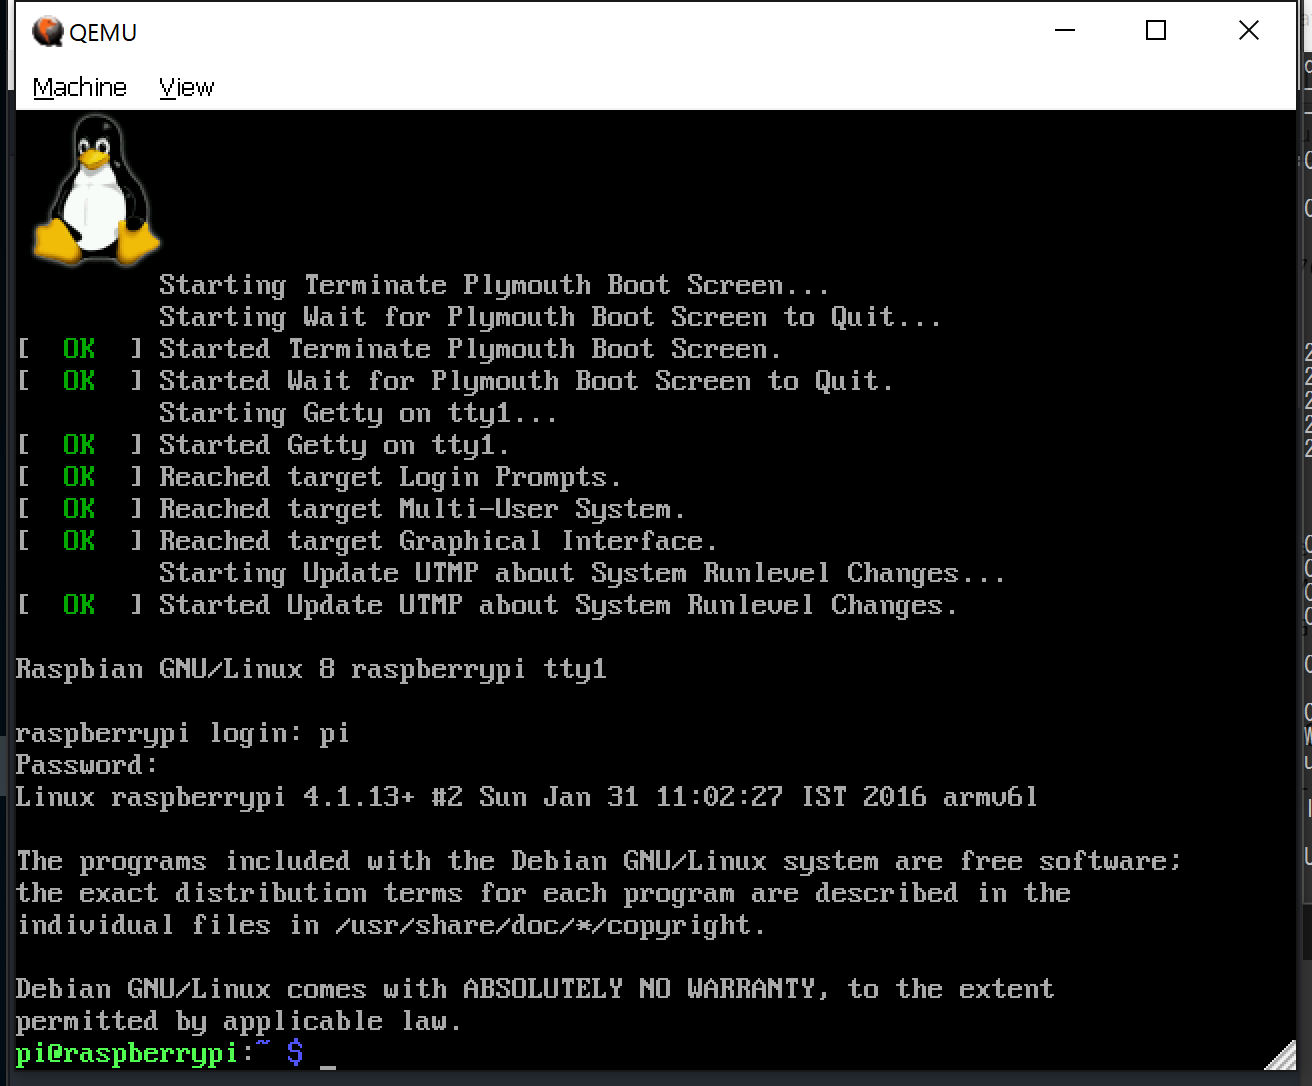 QEMU
Machine View
Starting Terminate Plymouth Boot Screen...
Starting Wait for Plymouth Boot Screen to Quit...
[  OK  ] Started Terminate Plymouth Boot Screen.
[  OK  ] Started Wait for Plymouth Boot Screen to Quit.
Starting Getty on tty1...
[  OK  ] Started Getty on tty1.
[  OK  ] Reached target Login Prompts.
[  OK  ] Reached target Multi-User System.
[  OK  ] Reached target Graphical Interface.
Starting Update UTMP about System Runlevel Changes...
[  OK  ] Started Update UTMP about System Runlevel Changes.
Raspbian GNU/Linux 8 raspberrypi tty1
raspberrypi login: pi
Password:
Linux raspberrypi 4.1.13+ #2 Sun Jan 31 11:02:27 IST 2016 armv6l
The programs included with the Debian GNU/Linux system are free software;
the exact distribution terms for each program are described in the
individual files in /usr/share/doc/*/copyright.
Debian GNU/Linux comes with ABSOLUTELY NO WARRANTY, to the extent
permitted by applicable law.
pi@raspberrypi:~ $ _